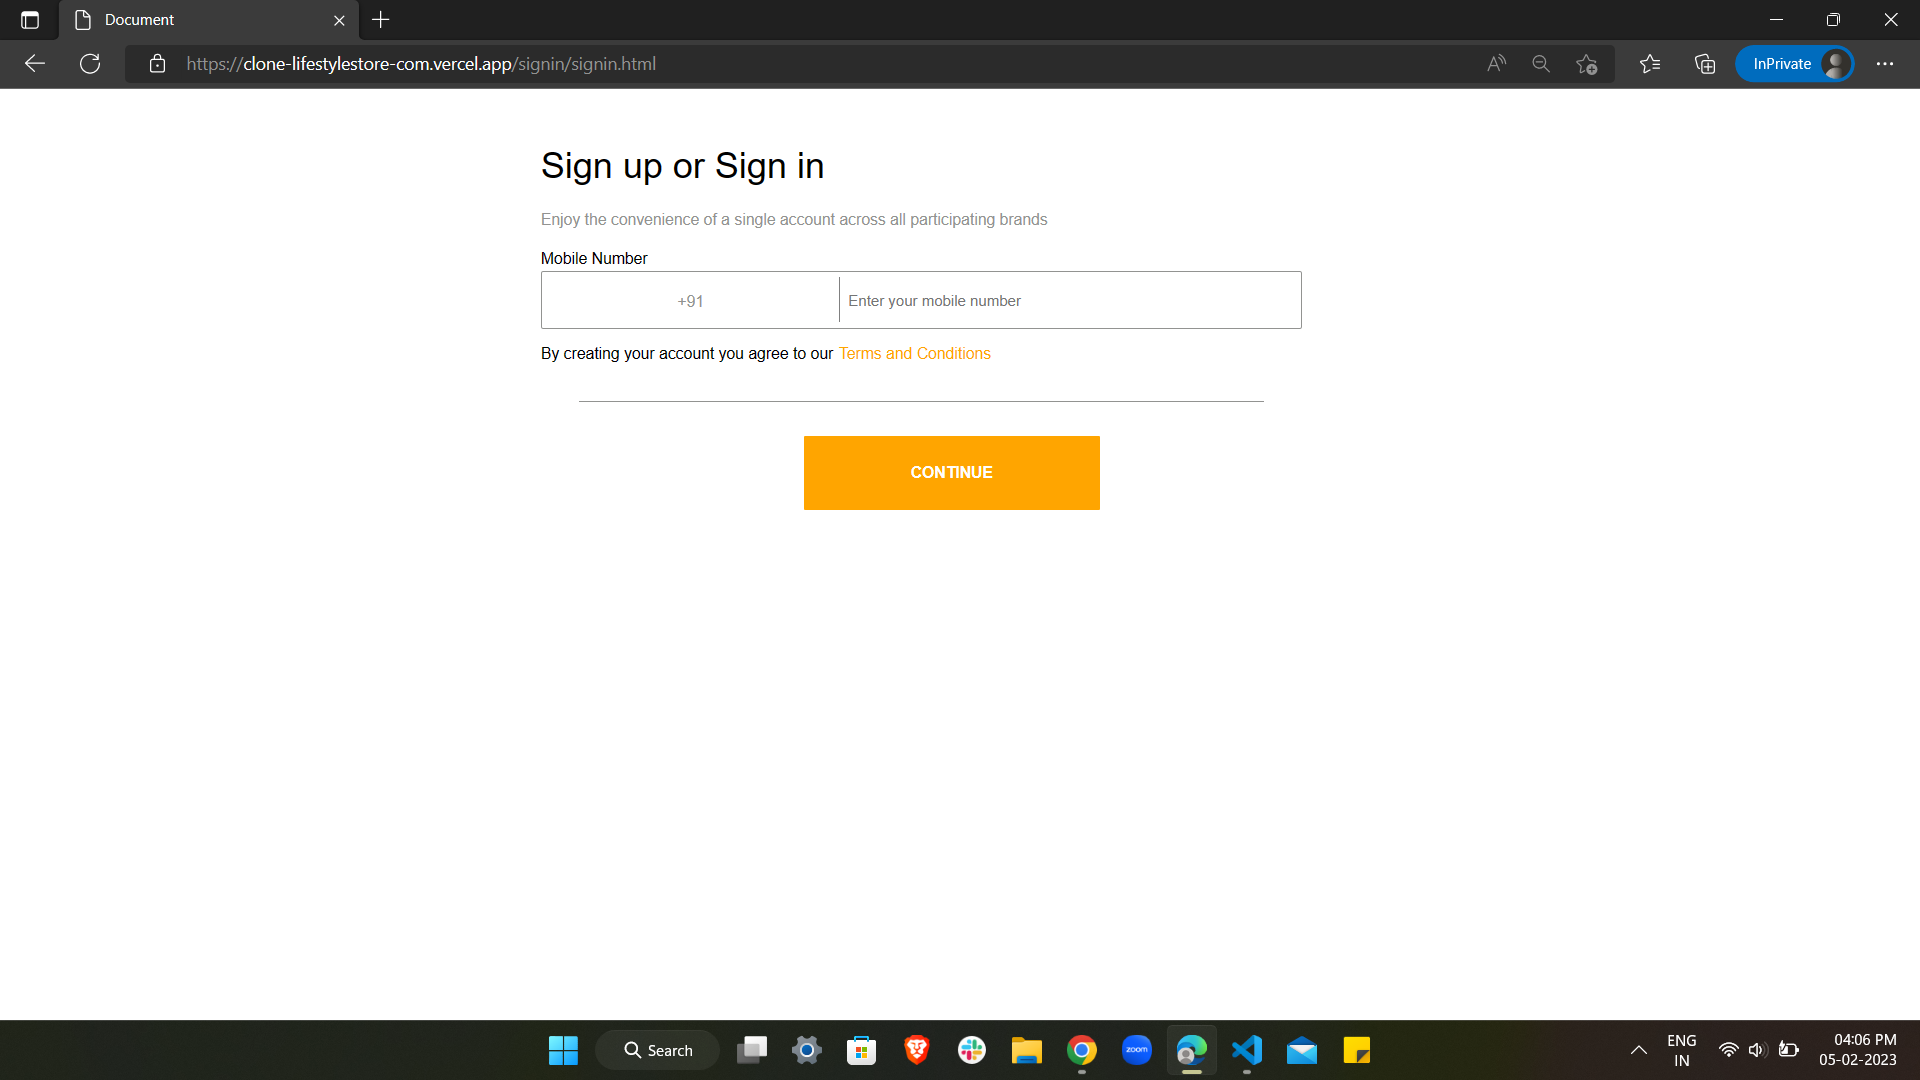 Document
https://clone-lifestylestore-com.vercel.app/signin/signin.html
InPrivate
Sign up or Sign in
Enjoy the convenience of a single account across all participating brands
Mobile Number
+91
Enter your mobile number
By creating your account you agree to our Terms and Conditions
CONTINUE
Search
zoom
ENG
IN
04:06 PM
05-02-2023